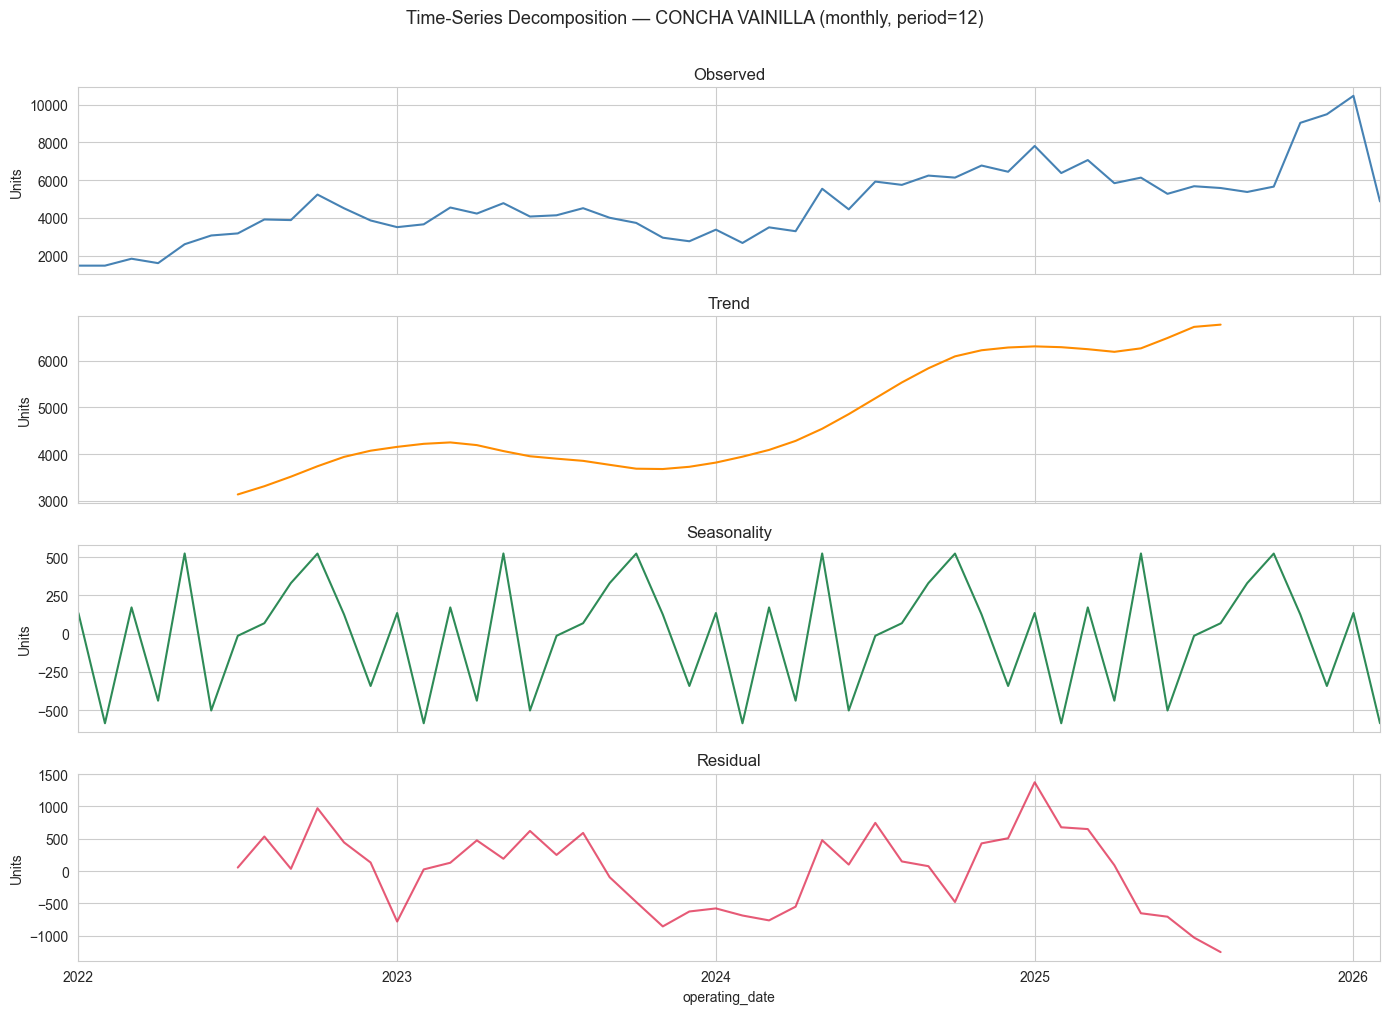 Time-Series Decomposition — CONCHA VAINILLA (monthly, period=12)
Observed
Units
10000
8000
6000
4000
2000
Trend
Units
6000
5000
4000
3000
Seasonality
Units
500
250
0
−250
−500
Residual
Units
1500
1000
500
0
−500
−1000
2022 2023 2024 2025 2026
operating_date